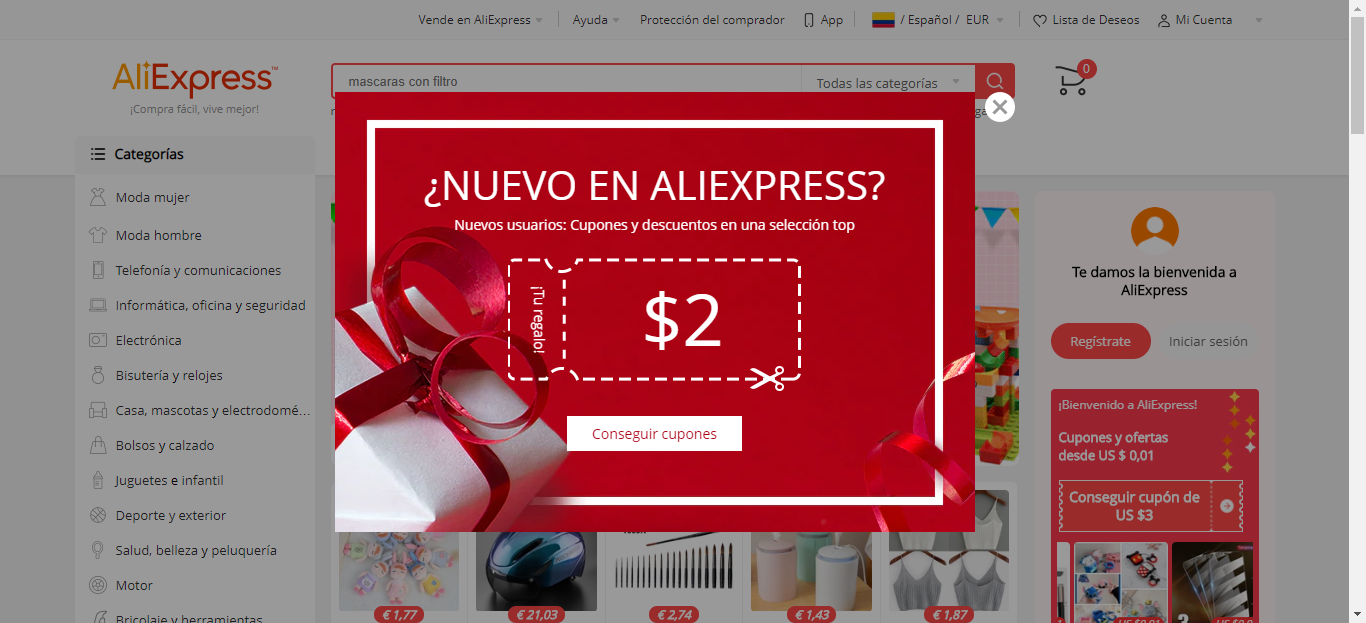 Vende en AliExpress
Ayuda
Protección del comprador
App
/ Español / EUR
Lista de Deseos
Mi Cuenta
AliExpress™
¡Compra fácil, vive mejor!
mascaras con filtro
Todas las categorías
0
Categorías
Moda mujer
Moda hombre
Telefonía y comunicaciones
Informática, oficina y seguridad
Electrónica
Bisutería y relojes
Casa, mascotas y electrodomé...
Bolsos y calzado
Juguetes e infantil
Deporte y exterior
Salud, belleza y peluquería
Motor
Bricolaje y herramientas
¿NUEVO EN ALIEXPRESS?
Nuevos usuarios: Cupones y descuentos en una selección top
¡Tu regalo!
$2
Conseguir cupones
€ 1,77
€ 21,03
€ 2,74
€ 1,43
€ 1,87
Te damos la bienvenida a
AliExpress
Regístrate
Iniciar sesión
¡Bienvenido a AliExpress!
Cupones y ofertas
desde US $ 0,01
Conseguir cupón de
US $3